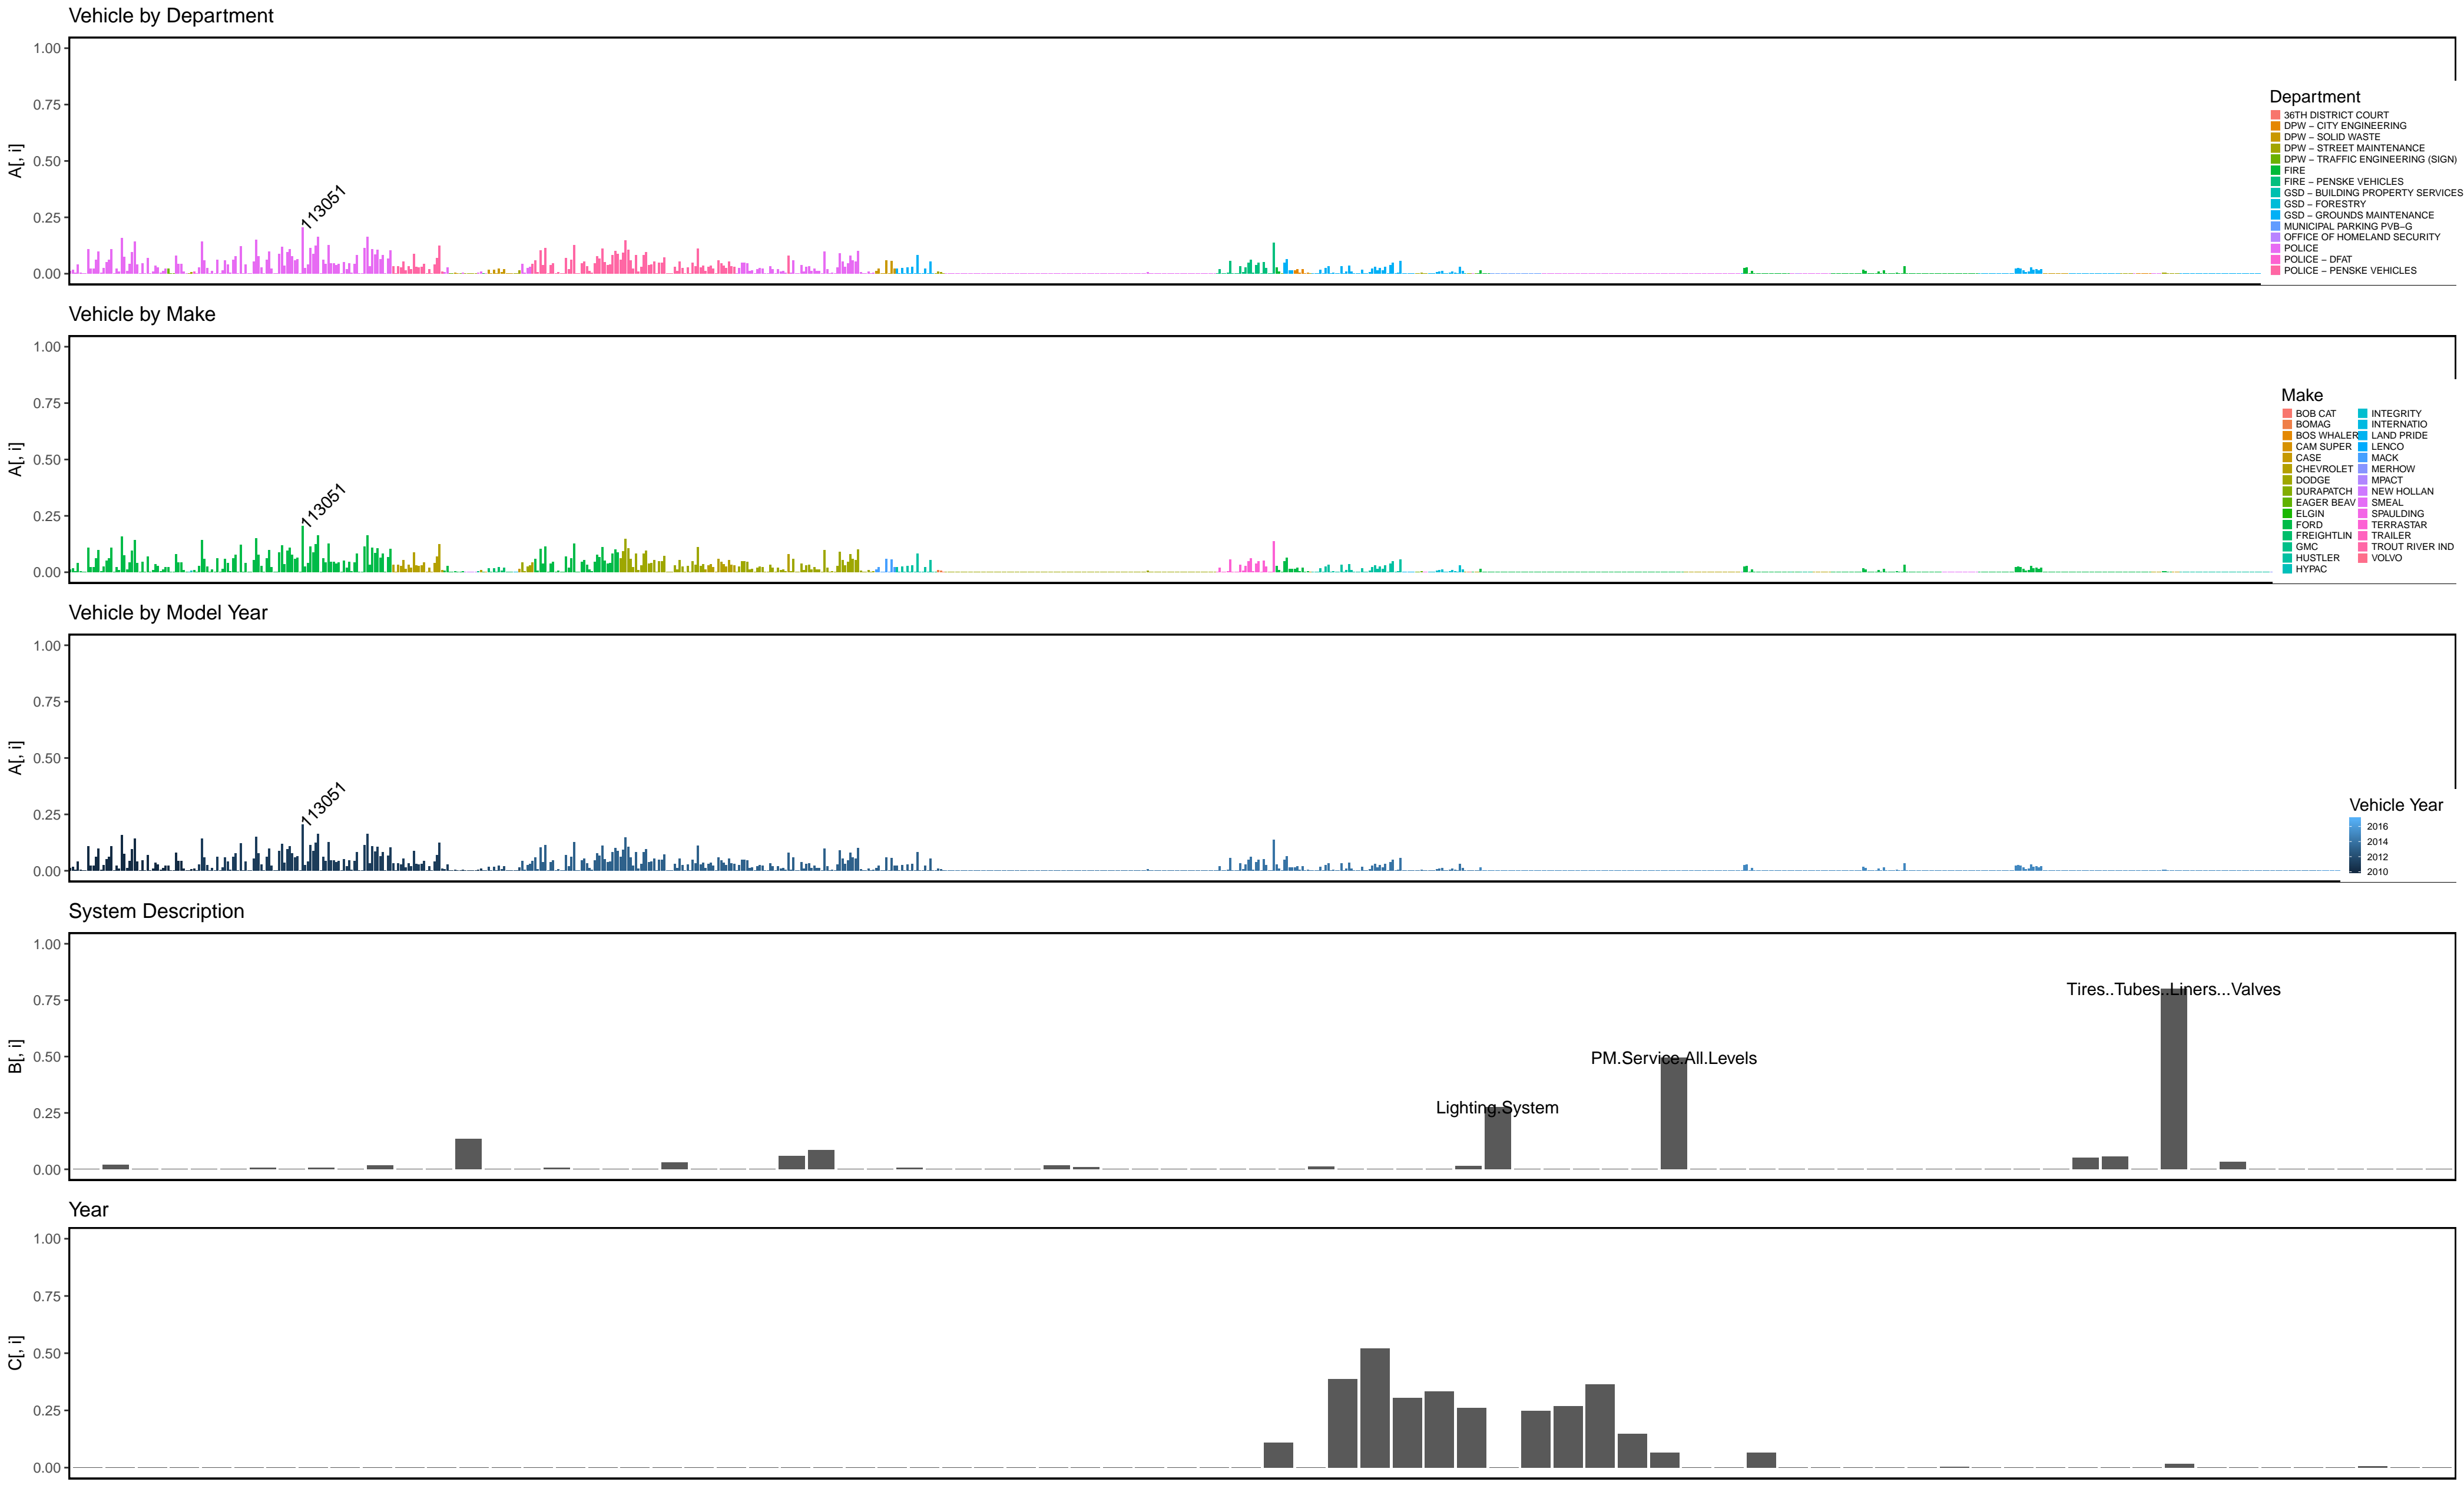 Vehicle by Department
A[, i]
1.00
0.75
0.50
0.25
0.00
113051
Department
36TH DISTRICT COURT
DPW − CITY ENGINEERING
DPW − SOLID WASTE
DPW − STREET MAINTENANCE
DPW − TRAFFIC ENGINEERING (SIGN)
FIRE
FIRE − PENSKE VEHICLES
GSD − BUILDING PROPERTY SERVICES
GSD − FORESTRY
GSD − GROUNDS MAINTENANCE
MUNICIPAL PARKING PVB−G
OFFICE OF HOMELAND SECURITY
POLICE
POLICE − DFAT
POLICE − PENSKE VEHICLES
Vehicle by Make
A[, i]
1.00
0.75
0.50
0.25
0.00
113051
Make
BOB CAT
BOMAG
BOS WHALER
CAM SUPER
CASE
CHEVROLET
DODGE
DURAPATCH
EAGER BEAV
ELGIN
FORD
FREIGHTLIN
GMC
HUSTLER
HYPAC
INTEGRITY
INTERNATIO
LAND PRIDE
LENCO
MACK
MERHOW
MPACT
NEW HOLLAN
SMEAL
SPAULDING
TERRASTAR
TRAILER
TROUT RIVER IND
VOLVO
Vehicle by Model Year
A[, i]
1.00
0.75
0.50
0.25
0.00
113051
Vehicle Year
2016
2014
2012
2010
System Description
B[, i]
1.00
0.75
0.50
0.25
0.00
Tires..Tubes..Liners...Valves
PM.Service.All.Levels
Lighting.System
Year
C[, i]
1.00
0.75
0.50
0.25
0.00